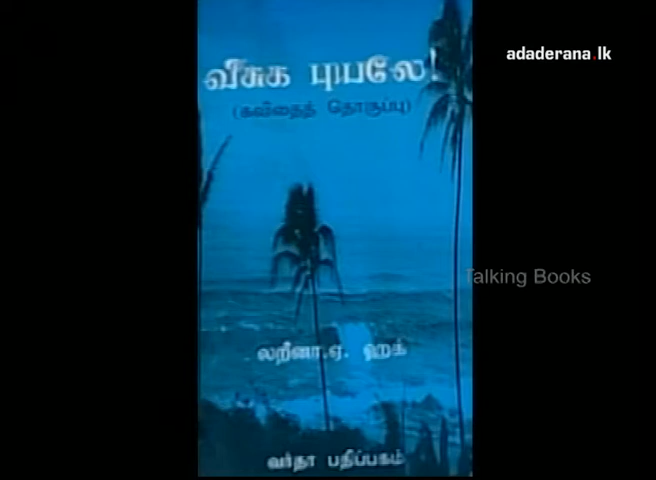 adaderana.lk
வீசுக புயலே!
(கவிதைத் தொகுப்பு)
Talking Books
லறீனா.ஏ. ஹக்
வர்தா பதிப்பகம்